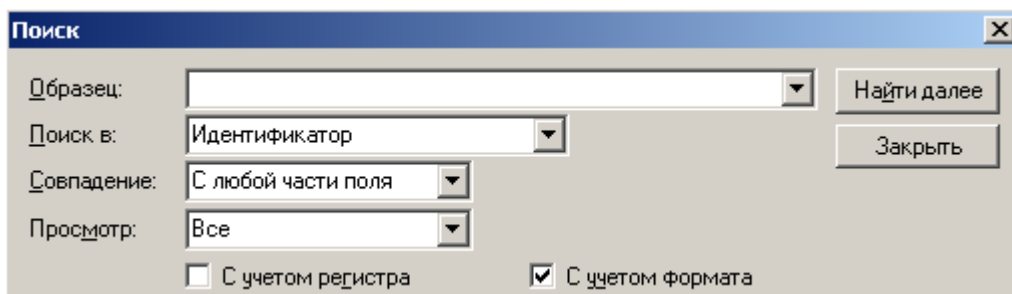 Поиск
Образец: Найти далее
Поиск в: Идентификатор Закрыть
Совпадение: С любой части поля
Просмотр: Все
С учетом регистра С учетом формата